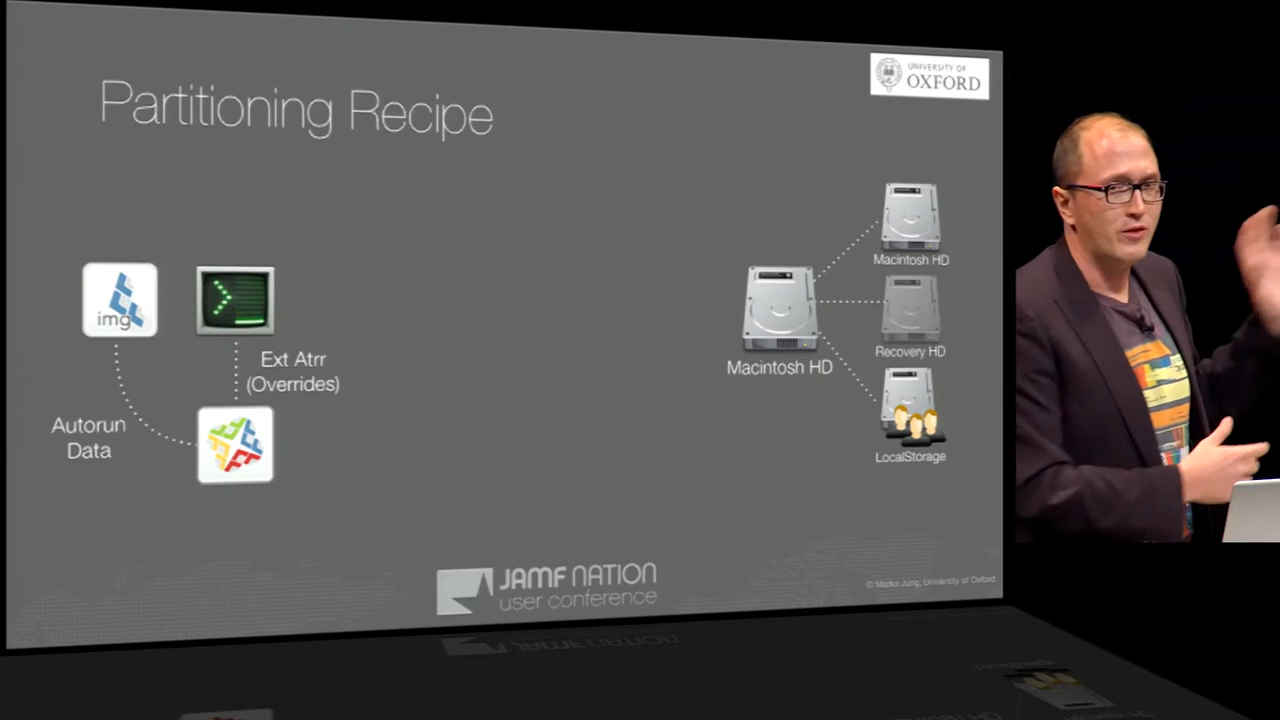 Partitioning Recipe
UNIVERSITY OF
OXFORD
img
Ext Atrr
(Overrides)
Autorun
Data
Macintosh HD
Macintosh HD
Recovery HD
LocalStorage
JAMF NATION
user conference
© Marko Jung, University of Oxford